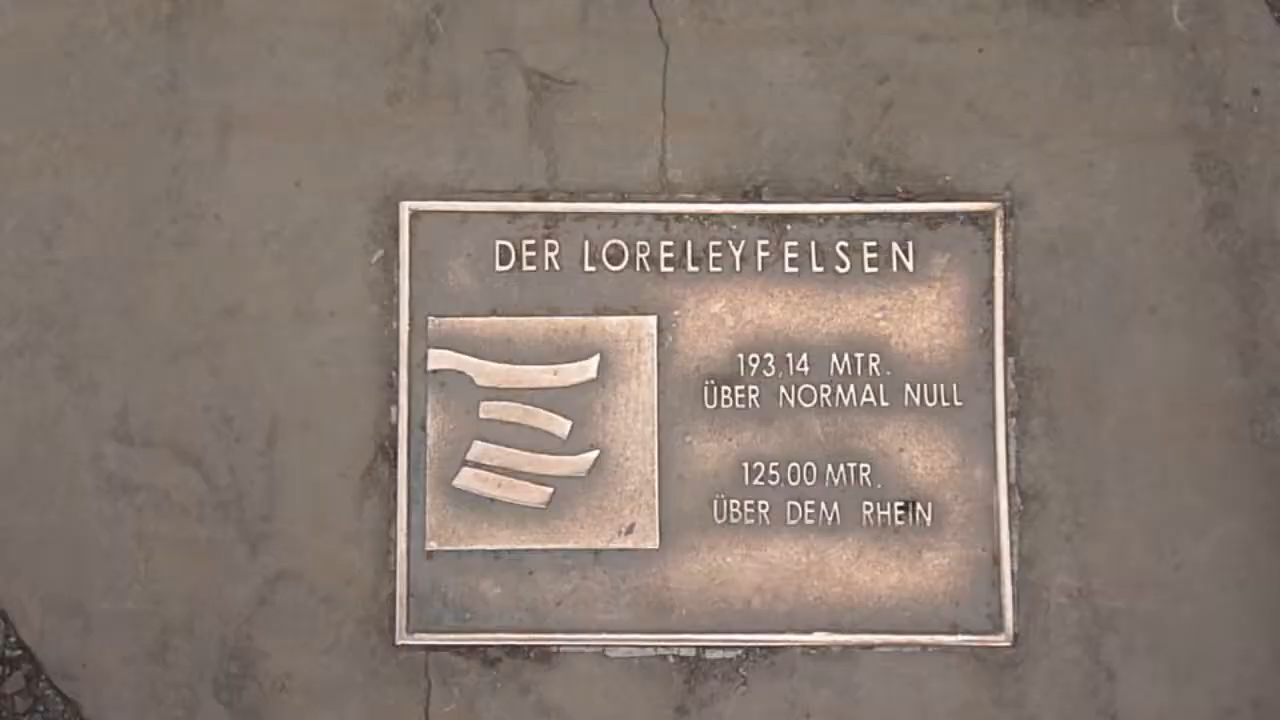 DER LORELEYFELSEN
193,14 MTR.
ÜBER NORMAL NULL
125,00 MTR.
ÜBER DEM RHEIN